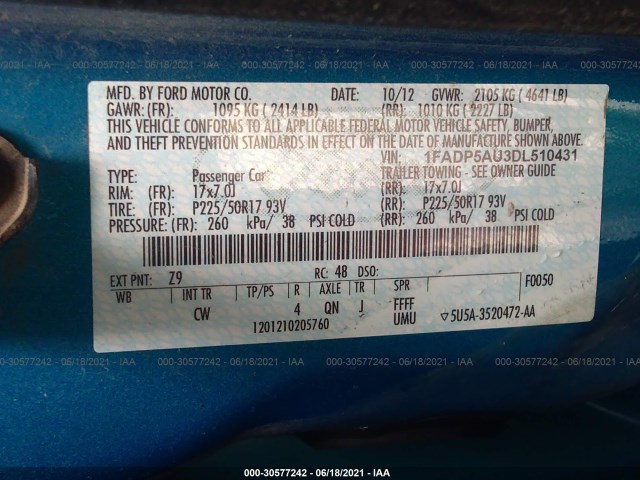 000-30577242 - 06/18/2021 - IAA
MFD. BY FORD MOTOR CO. DATE: 10/12 GVWR: 2105 KG ( 4641 LB)
GAWR: (FR): 1095 KG ( 2414 LB) (RR): 1010 KG ( 2227 LB)
THIS VEHICLE CONFORMS TO ALL APPLICABLE FEDERAL MOTOR VEHICLE SAFETY, BUMPER,
AND THEFT PREVENTION STANDARDS IN EFFECT ON THE DATE OF MANUFACTURE SHOWN ABOVE.
VIN: 1FADP5AU3DL510431
TYPE: Passenger Car TRAILER TOWING - SEE OWNER GUIDE
RIM: (FR): 17x7.0J (RR): 17x7.0J
TIRE: (FR): P225/50R17 93V (RR): P225/50R17 93V
PRESSURE: (FR): 260 kPa/ 38 PSI COLD (RR): 260 kPa/ 38 PSI COLD
EXT PNT: Z9 RC: 48 DSO: F0050
WB INT TR TP/PS R AXLE TR SPR
CW 4 QN J FFFF
UMU 5U5A-3520472-AA
1201210205760
000-30577242 - 06/18/2021 - IAA